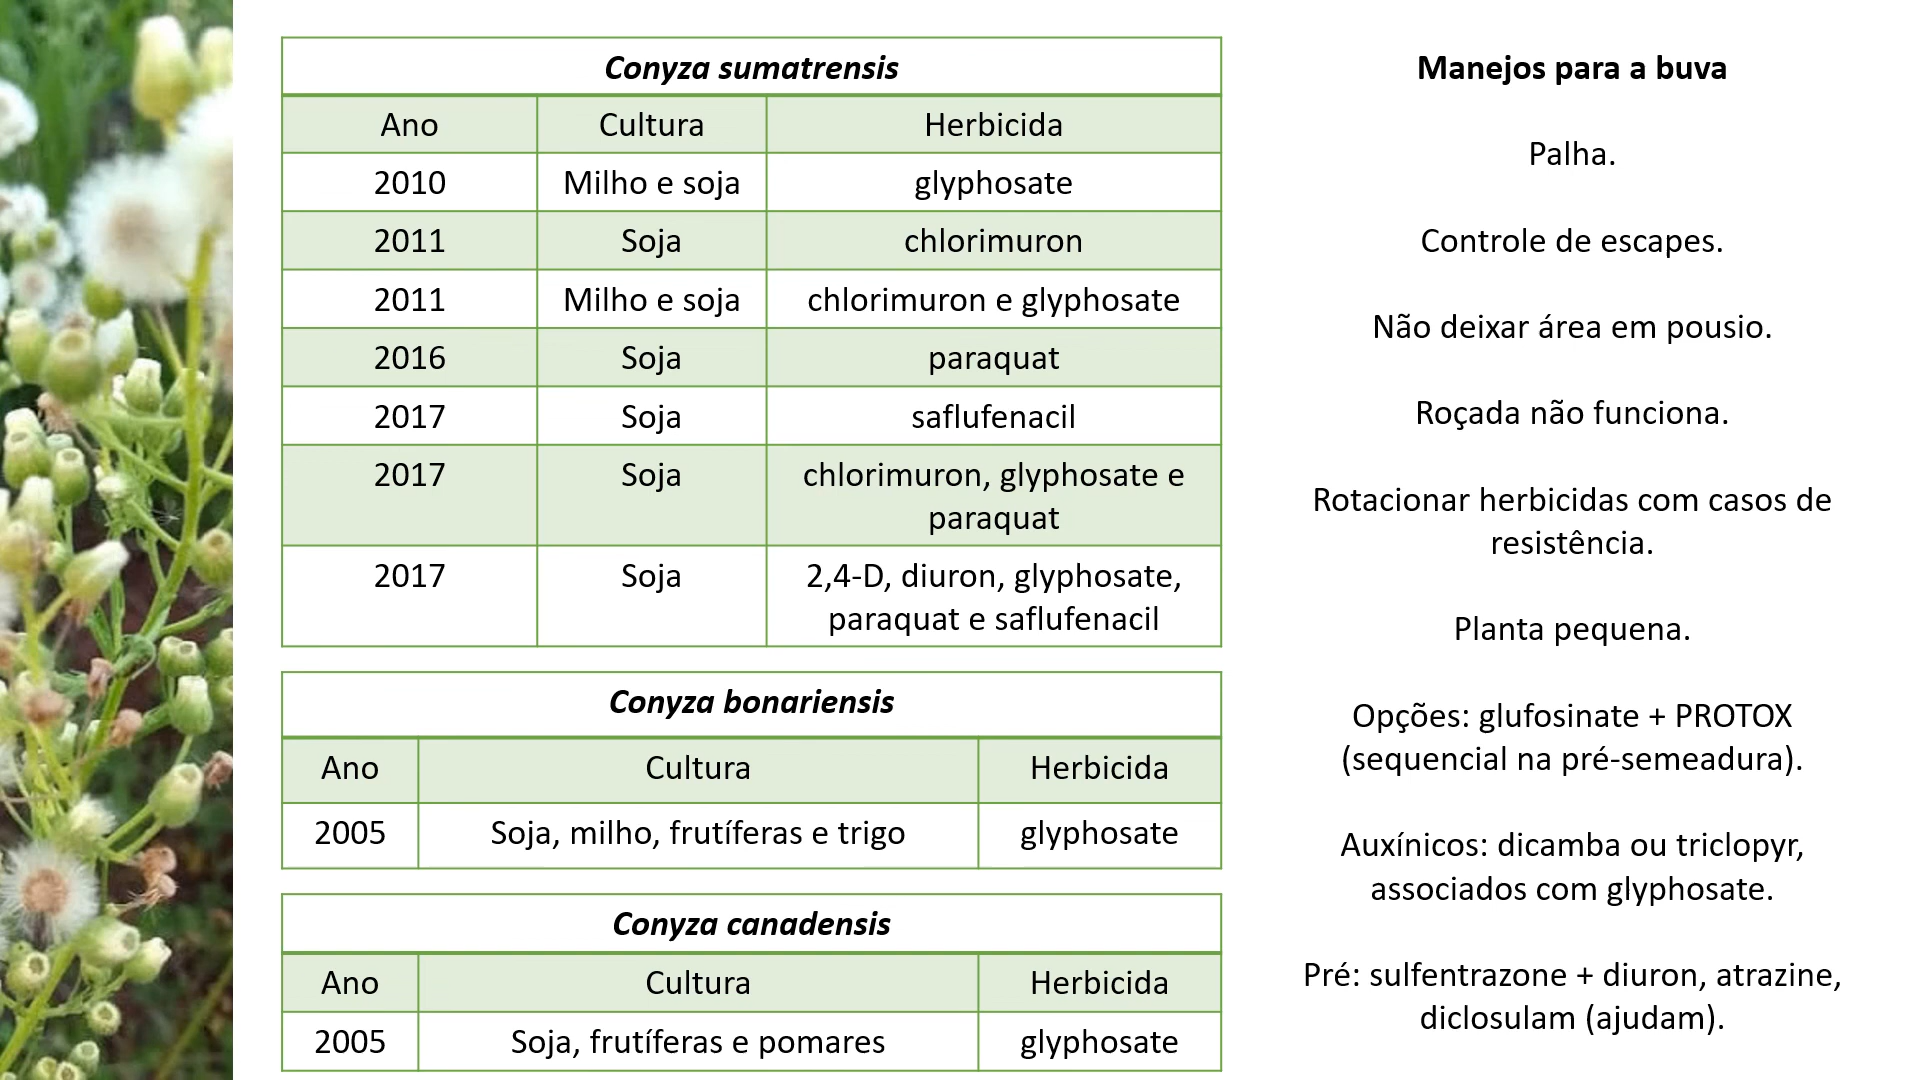 Conyza sumatrensis
Ano Cultura Herbicida
2010 Milho e soja glyphosate
2011 Soja chlorimuron
2011 Milho e soja chlorimuron e glyphosate
2016 Soja paraquat
2017 Soja saflufenacil
2017 Soja chlorimuron, glyphosate e
paraquat
2017 Soja 2,4-D, diuron, glyphosate,
paraquat e saflufenacil
Conyza bonariensis
Ano Cultura Herbicida
2005 Soja, milho, frutíferas e trigo glyphosate
Conyza canadensis
Ano Cultura Herbicida
2005 Soja, frutíferas e pomares glyphosate
Manejos para a buva
Palha.
Controle de escapes.
Não deixar área em pousio.
Roçada não funciona.
Rotacionar herbicidas com casos de
resistência.
Planta pequena.
Opções: glufosinate + PROTOX
(sequencial na pré-semeadura).
Auxínicos: dicamba ou triclopyr,
associados com glyphosate.
Pré: sulfentrazone + diuron, atrazine,
diclosulam (ajudam).